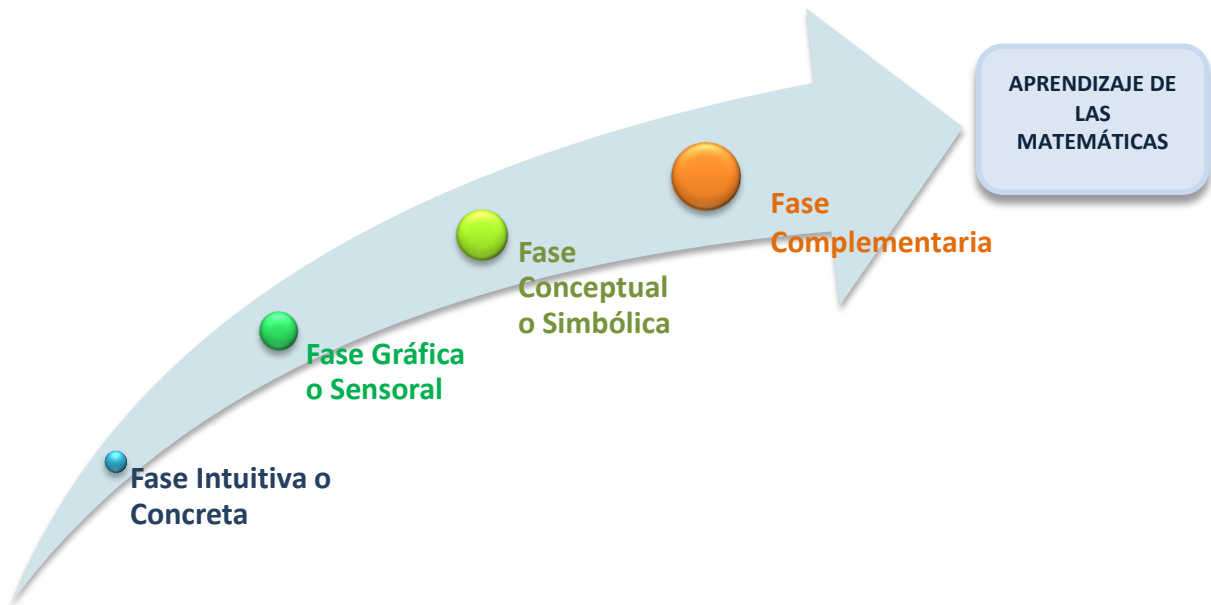 APRENDIZAJE DE
LAS
MATEMÁTICAS
Fase
Complementaria
Fase
Conceptual
o Simbólica
Fase Gráfica
o Sensoral
Fase Intuitiva o
Concreta